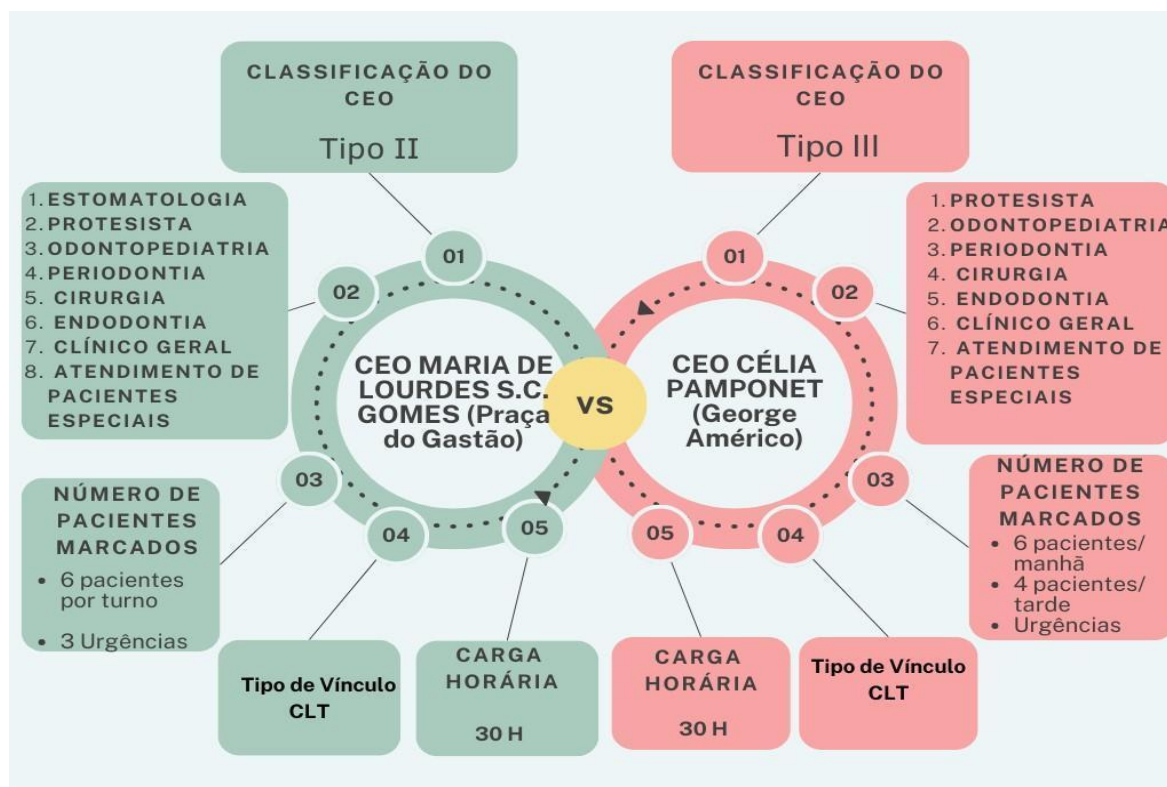 CLASSIFICAÇÃO DO
CEO
Tipo II
1. ESTOMATOLOGIA
2. PROTESISTA
3. ODONTOPEDIATRIA
4. PERIODONTIA
5. CIRURGIA
6. ENDODONTIA
7. CLÍNICO GERAL
8. ATENDIMENTO DE
PACIENTES
ESPECIAIS
NÚMERO DE
PACIENTES
MARCADOS
• 6 pacientes
por turno
• 3 Urgências
Tipo de Vínculo
CLT
CARGA
HORÁRIA
30 H
01
02
03
04
05
CEO MARIA DE
LOURDES S.C.
GOMES (Praça
do Gastão)
VS
CLASSIFICAÇÃO DO
CEO
Tipo III
1. PROTESISTA
2. ODONTOPEDIATRIA
3. PERIODONTIA
4. CIRURGIA
5. ENDODONTIA
6. CLÍNICO GERAL
7. ATENDIMENTO DE
PACIENTES
ESPECIAIS
NÚMERO DE
PACIENTES
MARCADOS
• 6 pacientes/
manhã
• 4 pacientes/
tarde
• Urgências
Tipo de Vínculo
CLT
CARGA
HORÁRIA
30 H
01
02
03
04
05
CEO CÉLIA
PAMPONET
(George
Américo)